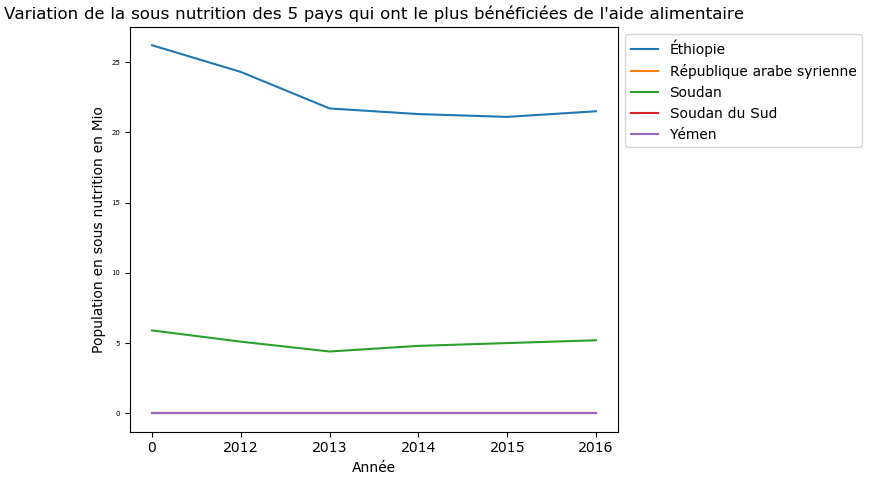 Variation de la sous nutrition des 5 pays qui ont le plus bénéficiées de l'aide alimentaire
Éthiopie
République arabe syrienne
Soudan
Soudan du Sud
Yémen
Population en sous nutrition en Mio
25
20
15
10
5
0
0 2012 2013 2014 2015 2016
Année